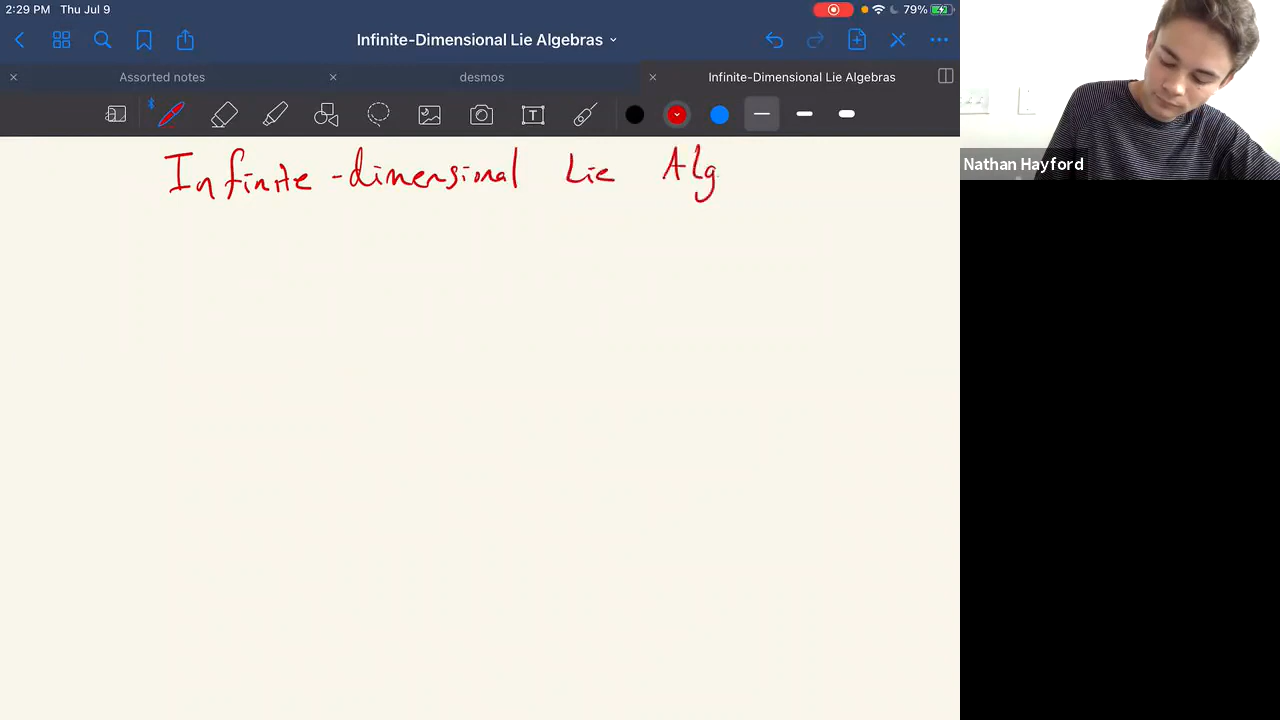 2:29 PM Thu Jul 9
79%
Infinite-Dimensional Lie Algebras
Assorted notes
desmos
Infinite-Dimensional Lie Algebras
T
Infinite-dimensional Lie Alg
Nathan Hayford